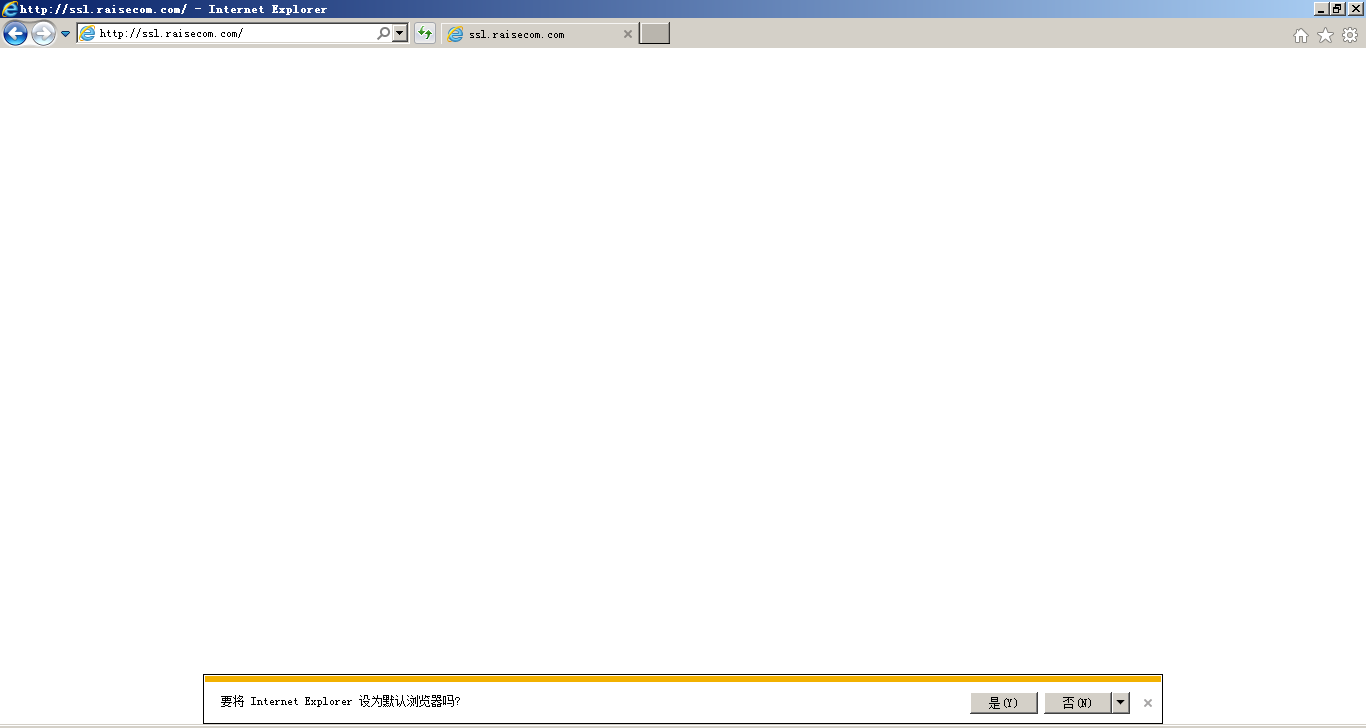 http://ssl.raisecom.com/ - Internet Explorer
http://ssl.raisecom.com/
ssl.raisecom.com
要将 Internet Explorer 设为默认浏览器吗?
是(Y)
否(N)